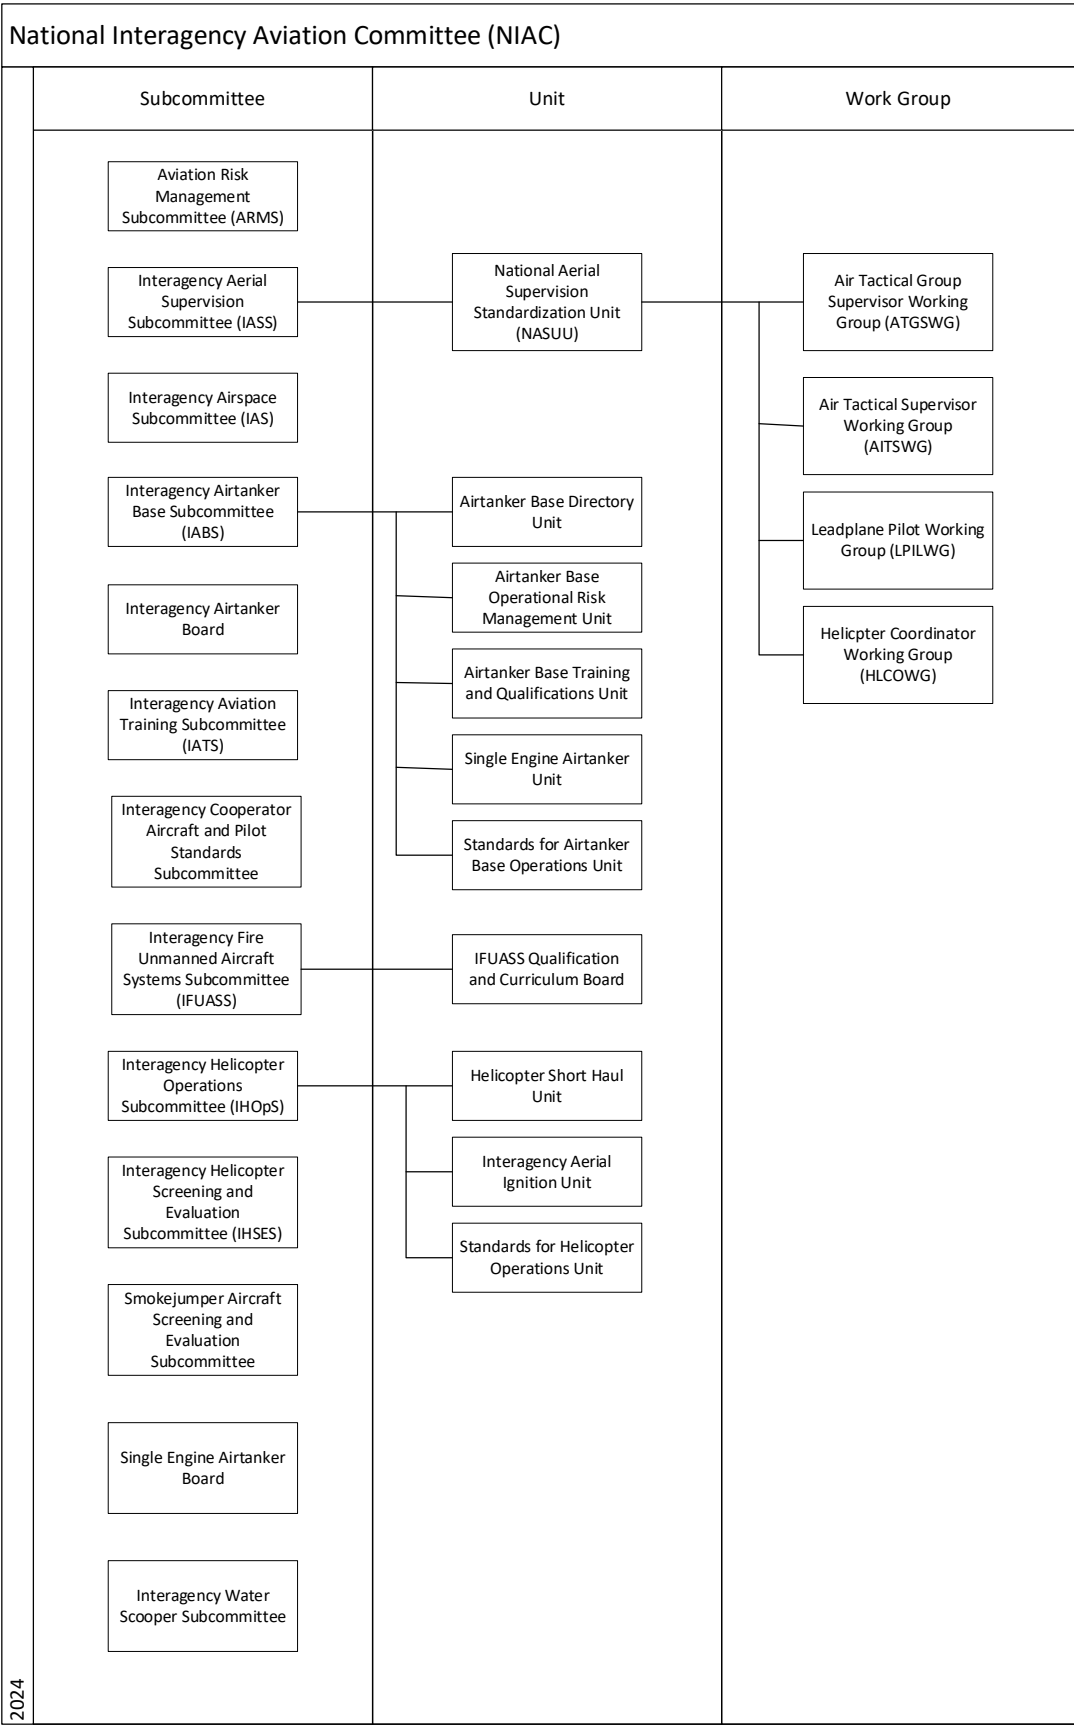 National Interagency Aviation Committee (NIAC)
Subcommittee
Unit
Work Group
Aviation Risk
Management
Subcommittee (ARMS)
Interagency Aerial
Supervision
Subcommittee (IASS)
National Aerial
Supervision
Standardization Unit
(NASUU)
Air Tactical Group
Supervisor Working
Group (ATGSWG)
Interagency Airspace
Subcommittee (IAS)
Air Tactical Supervisor
Working Group
(AITSWG)
Interagency Airtanker
Base Subcommittee
(IABS)
Airtanker Base Directory
Unit
Leadplane Pilot Working
Group (LPILWG)
Interagency Airtanker
Board
Airtanker Base
Operational Risk
Management Unit
Helicpter Coordinator
Working Group
(HLCOWG)
Interagency Aviation
Training Subcommittee
(IATS)
Airtanker Base Training
and Qualifications Unit
Single Engine Airtanker
Unit
Interagency Cooperator
Aircraft and Pilot
Standards
Subcommittee
Standards for Airtanker
Base Operations Unit
Interagency Fire
Unmanned Aircraft
Systems Subcommittee
(IFUASS)
IFUASS Qualification
and Curriculum Board
Interagency Helicopter
Operations
Subcommittee (IHOpS)
Helicopter Short Haul
Unit
Interagency Aerial
Ignition Unit
Standards for Helicopter
Operations Unit
Interagency Helicopter
Screening and
Evaluation
Subcommittee (IHSES)
Smokejumper Aircraft
Screening and
Evaluation
Subcommittee
Single Engine Airtanker
Board
Interagency Water
Scooper Subcommittee
2024